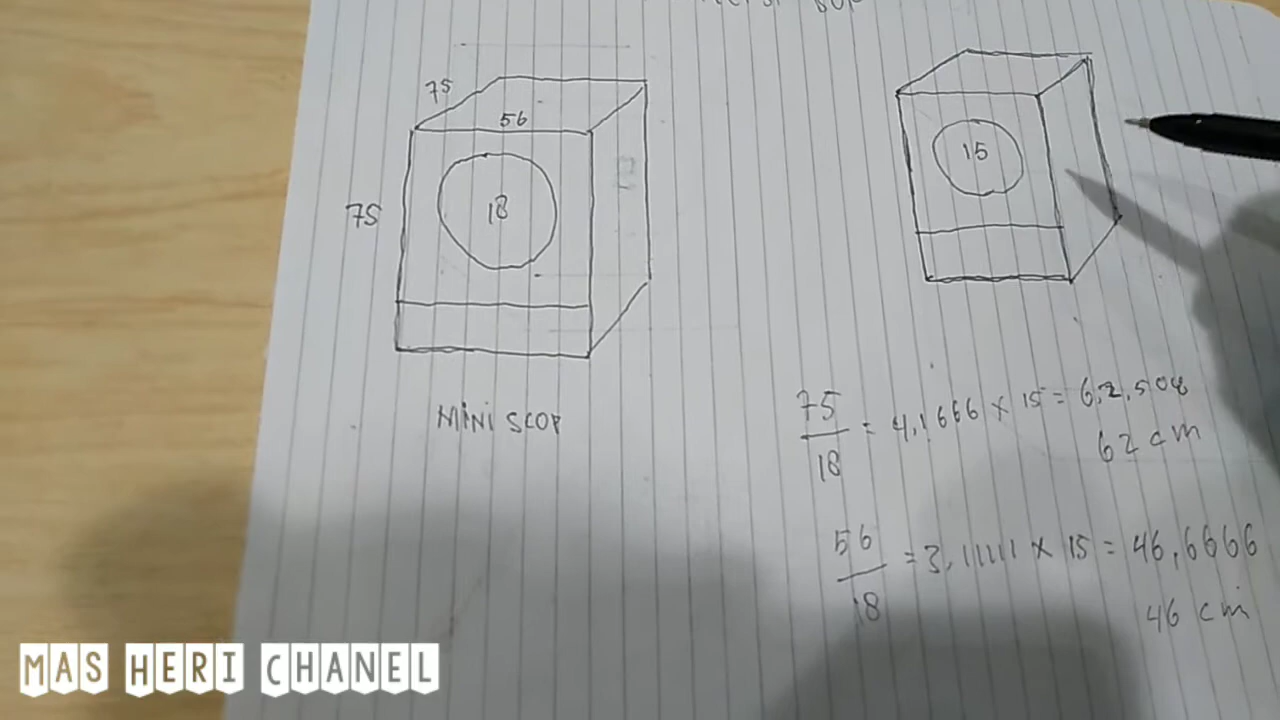 75
56
75
18
MINI SCOP
15
75/18 = 4,1666 x 15 = 62,508
62 cm
56/18 = 3,11111 x 15 = 46,6666
46 cm
MAS HERI CHANEL